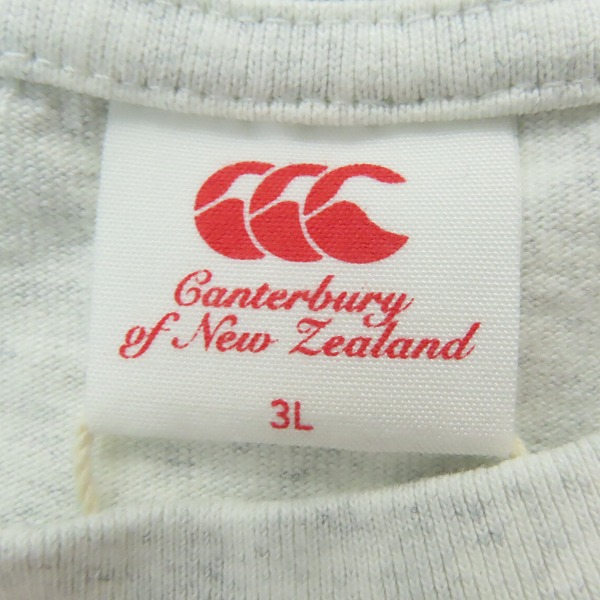 Canterbury
of New Zealand
3L